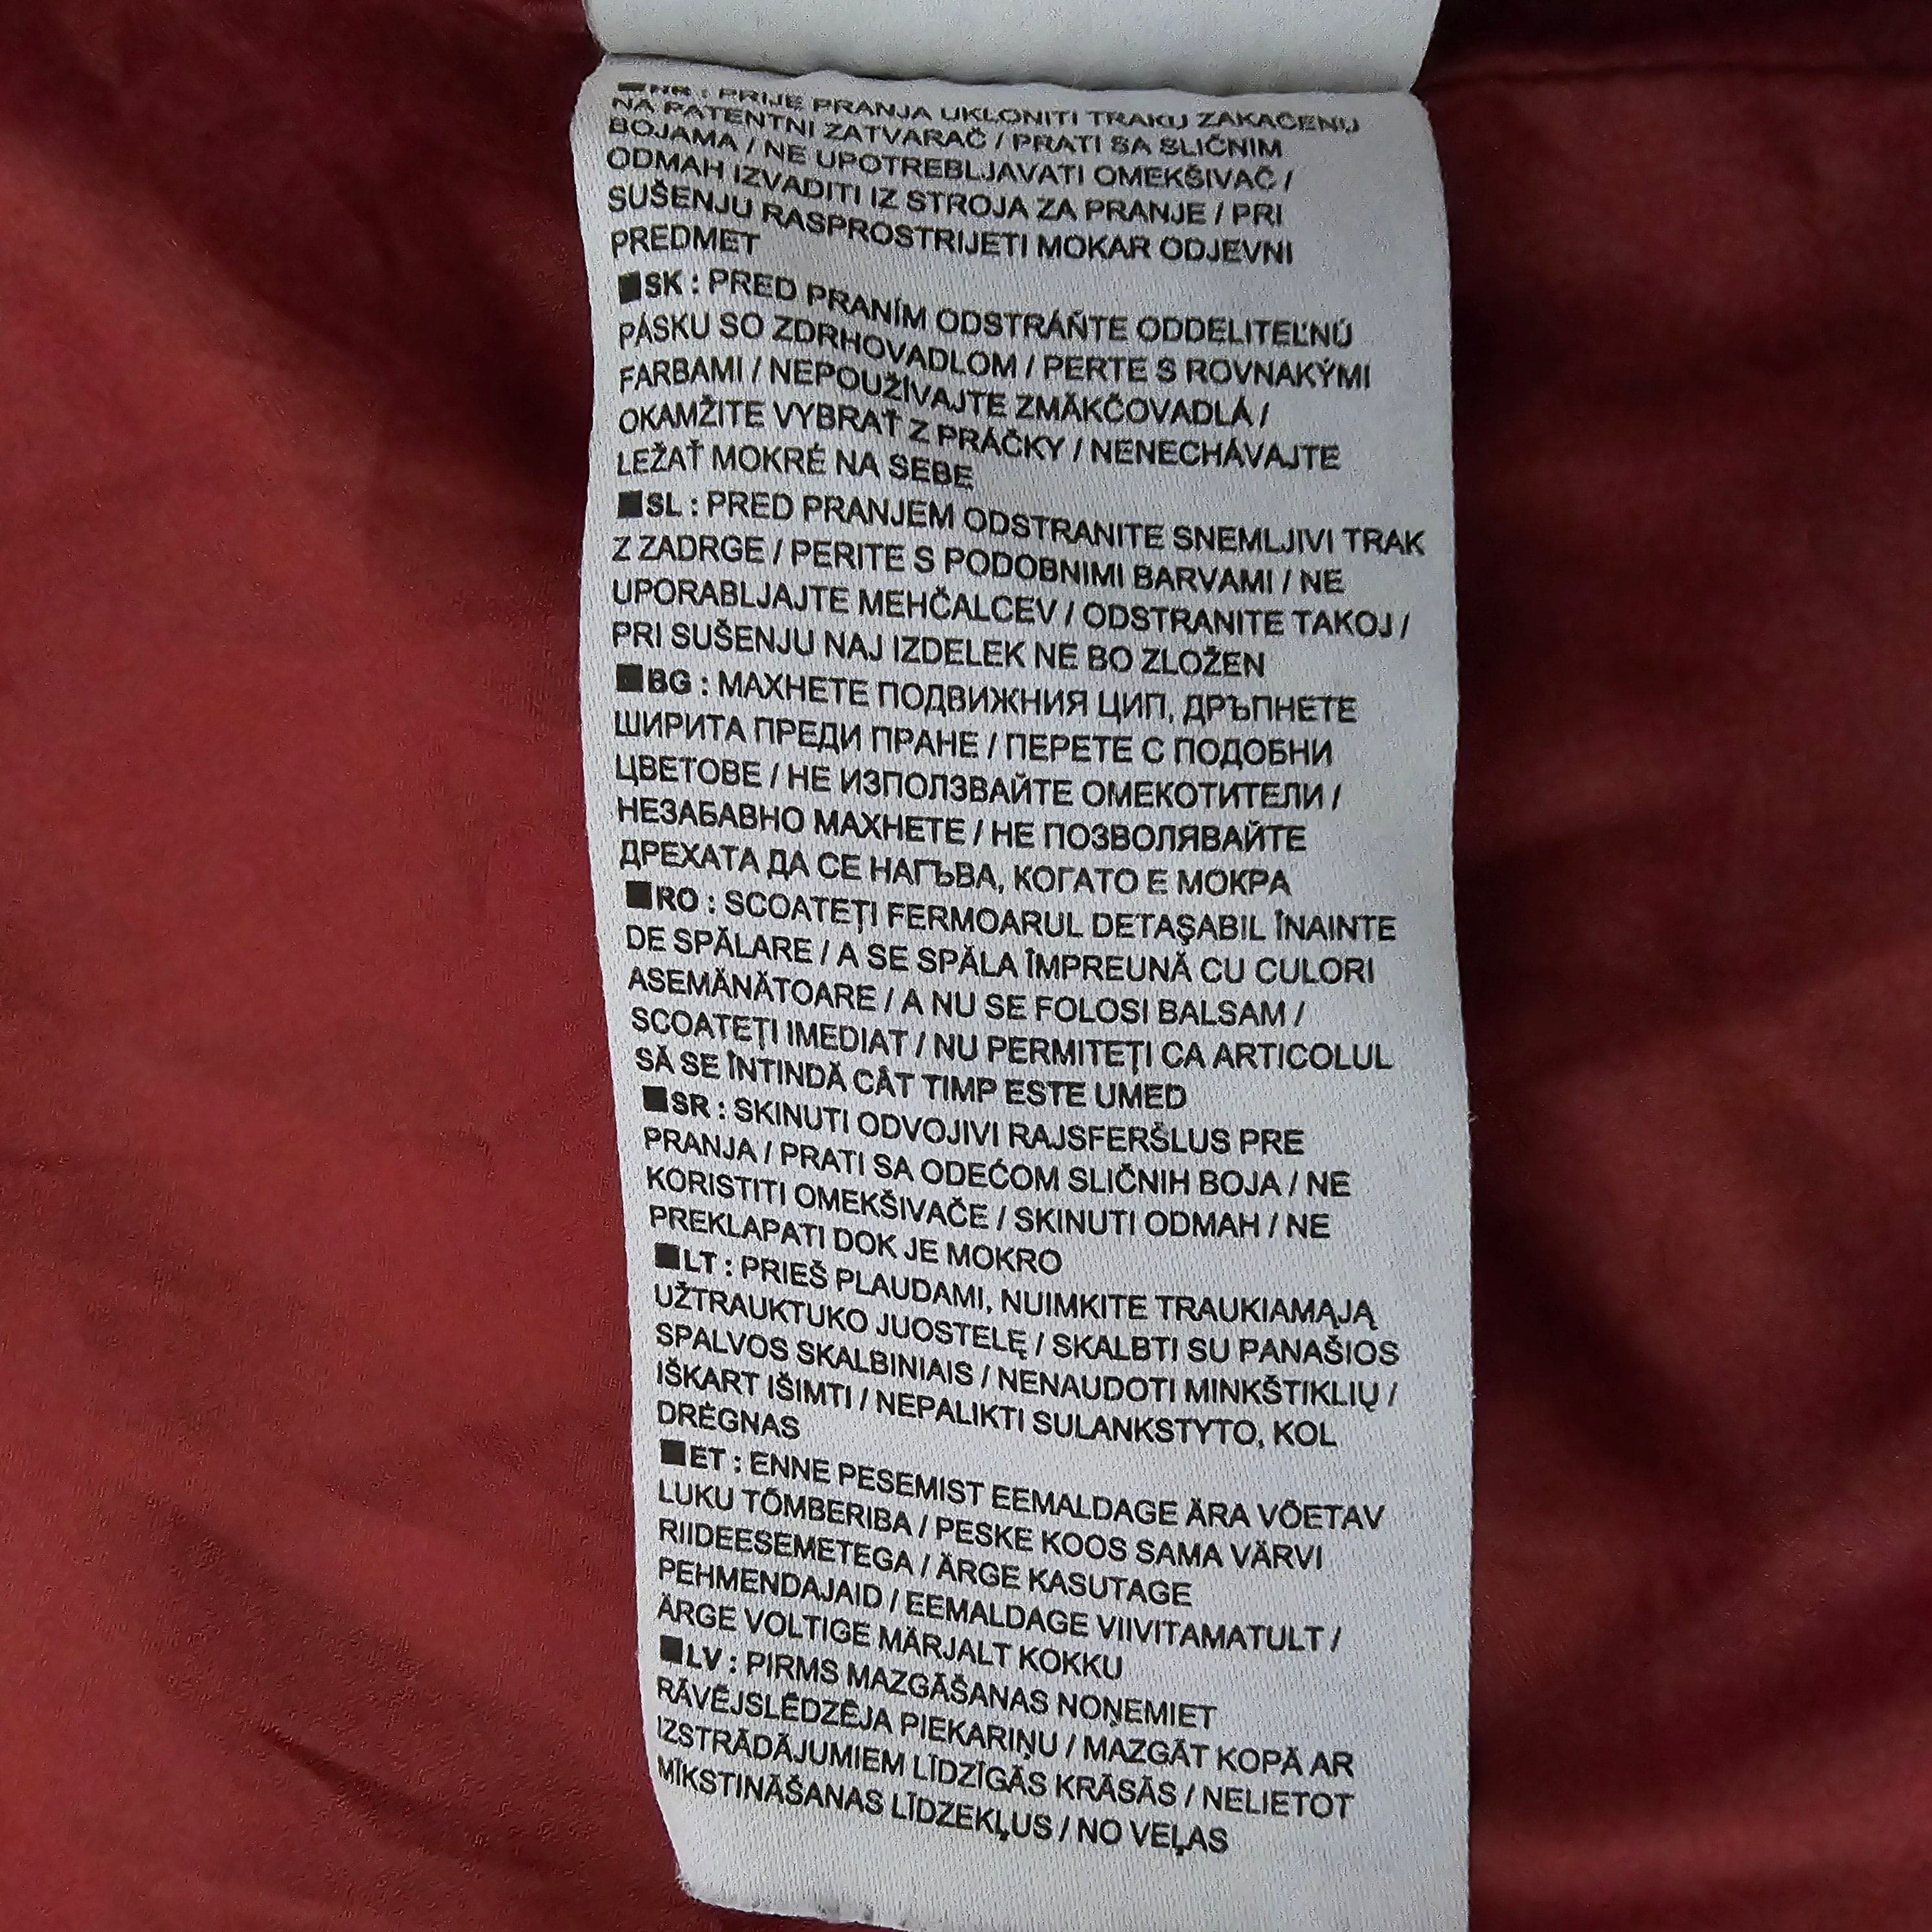 ■HR : PRIJE PRANJA UKLONITI TRAKU ZAKAČENU
NA PATENTNI ZATVARAČ / PRATI SA SLIČNIM
BOJAMA / NE UPOTREBLJAVATI OMEKŠIVAČ /
ODMAH IZVADITI IZ STROJA ZA PRANJE / PRI
SUŠENJU RASPROSTRIJETI MOKAR ODJEVNI
PREDMET
■SK : PRED PRANÍM ODSTRÁŇTE ODDELITEĽNÚ
PÁSKU SO ZDRHOVADLOM / PERTE S ROVNAKÝMI
FARBAMI / NEPOUŽÍVAJTE ZMÄKČOVADLÁ /
OKAMŽITE VYBRAŤ Z PRÁČKY / NENECHÁVAJTE
LEŽAŤ MOKRÉ NA SEBE
■SL : PRED PRANJEM ODSTRANITE SNEMLJIVI TRAK
Z ZADRGE / PERITE S PODOBNIMI BARVAMI / NE
UPORABLJAJTE MEHČALCEV / ODSTRANITE TAKOJ /
PRI SUŠENJU NAJ IZDELEK NE BO ZLOŽEN
■BG : МАХНЕТЕ ПОДВИЖНИЯ ЦИП, ДРЪПНЕТЕ
ШИРИТА ПРЕДИ ПРАНЕ / ПЕРЕТЕ С ПОДОБНИ
ЦВЕТОВЕ / НЕ ИЗПОЛЗВАЙТЕ ОМЕКОТИТЕЛИ /
НЕЗАБАВНО МАХНЕТЕ / НЕ ПОЗВОЛЯВАЙТЕ
ДРЕХАТА ДА СЕ НАГЪВА, КОГАТО Е МОКРА
■RO : SCOATEȚI FERMOARUL DETAŞABIL ÎNAINTE
DE SPĂLARE / A SE SPĂLA ÎMPREUNĂ CU CULORI
ASEMĂNĂTOARE / A NU SE FOLOSI BALSAM /
SCOATEȚI IMEDIAT / NU PERMITEȚI CA ARTICOLUL
SĂ SE ÎNTINDĂ CÂT TIMP ESTE UMED
■SR : SKINUTI ODVOJIVI RAJSFERŠLUS PRE
PRANJA / PRATI SA ODEĆOM SLIČNIH BOJA / NE
KORISTITI OMEKŠIVAČE / SKINUTI ODMAH / NE
PREKLAPATI DOK JE MOKRO
■LT : PRIEŠ PLAUDAMI, NUIMKITE TRAUKIAMĄJĄ
UŽTRAUKTUKO JUOSTELĘ / SKALBTI SU PANAŠIOS
SPALVOS SKALBINIAIS / NENAUDOTI MINKŠTIKLIŲ /
IŠKART IŠIMTI / NEPALIKTI SULANKSTYTO, KOL
DRĖGNAS
■ET : ENNE PESEMIST EEMALDAGE ÄRA VÕETAV
LUKU TÕMBERIBA / PESKE KOOS SAMA VÄRVI
RIIDEESEMETEGA / ÄRGE KASUTAGE
PEHMENDAJAID / EEMALDAGE VIIVITAMATULT /
ÄRGE VOLTIGE MÄRJALT KOKKU
■LV : PIRMS MAZGĀŠANAS NOŅEMIET
RĀVĒJSLĒDZĒJA PIEKARIŅU / MAZGĀT KOPĀ AR
IZSTRĀDĀJUMIEM LĪDZĪGĀS KRĀSĀS / NELIETOT
MĪKSTINĀŠANAS LĪDZEKĻUS / NO VEĻAS